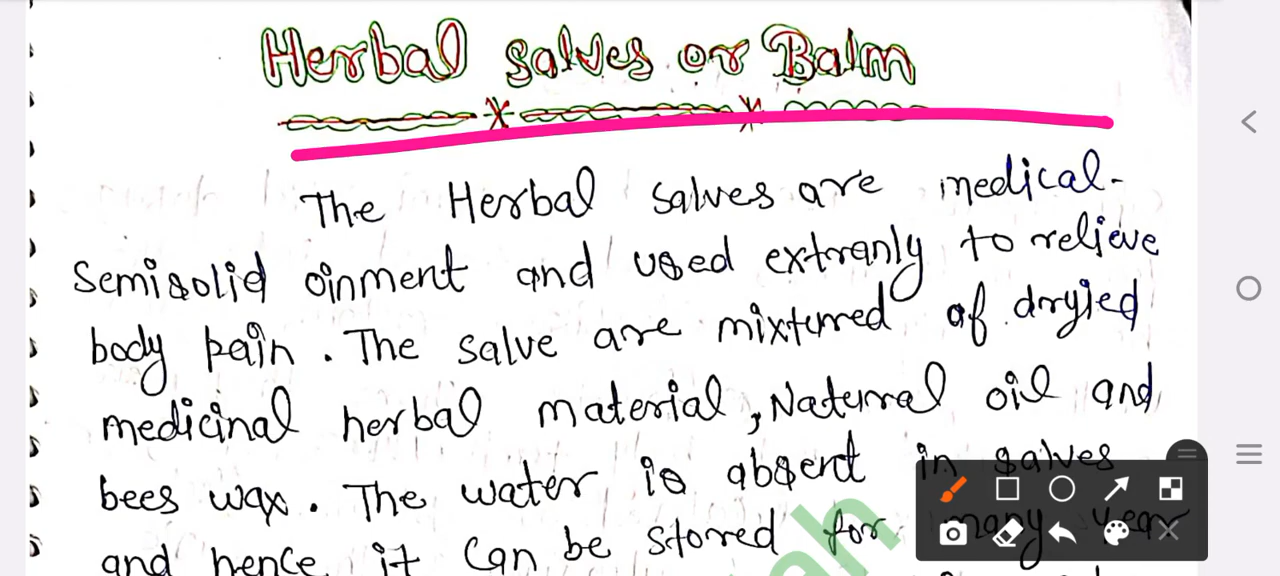 Herbal salves or Balm
The Herbal salves are medical-
semisolid oinment and used extranly to relieve
body pain. The salve are mixtured of dryied
medicinal herbal material, Natural oil and
bees wax. The water is absent in salves
and hence it can be stored for many year
ah